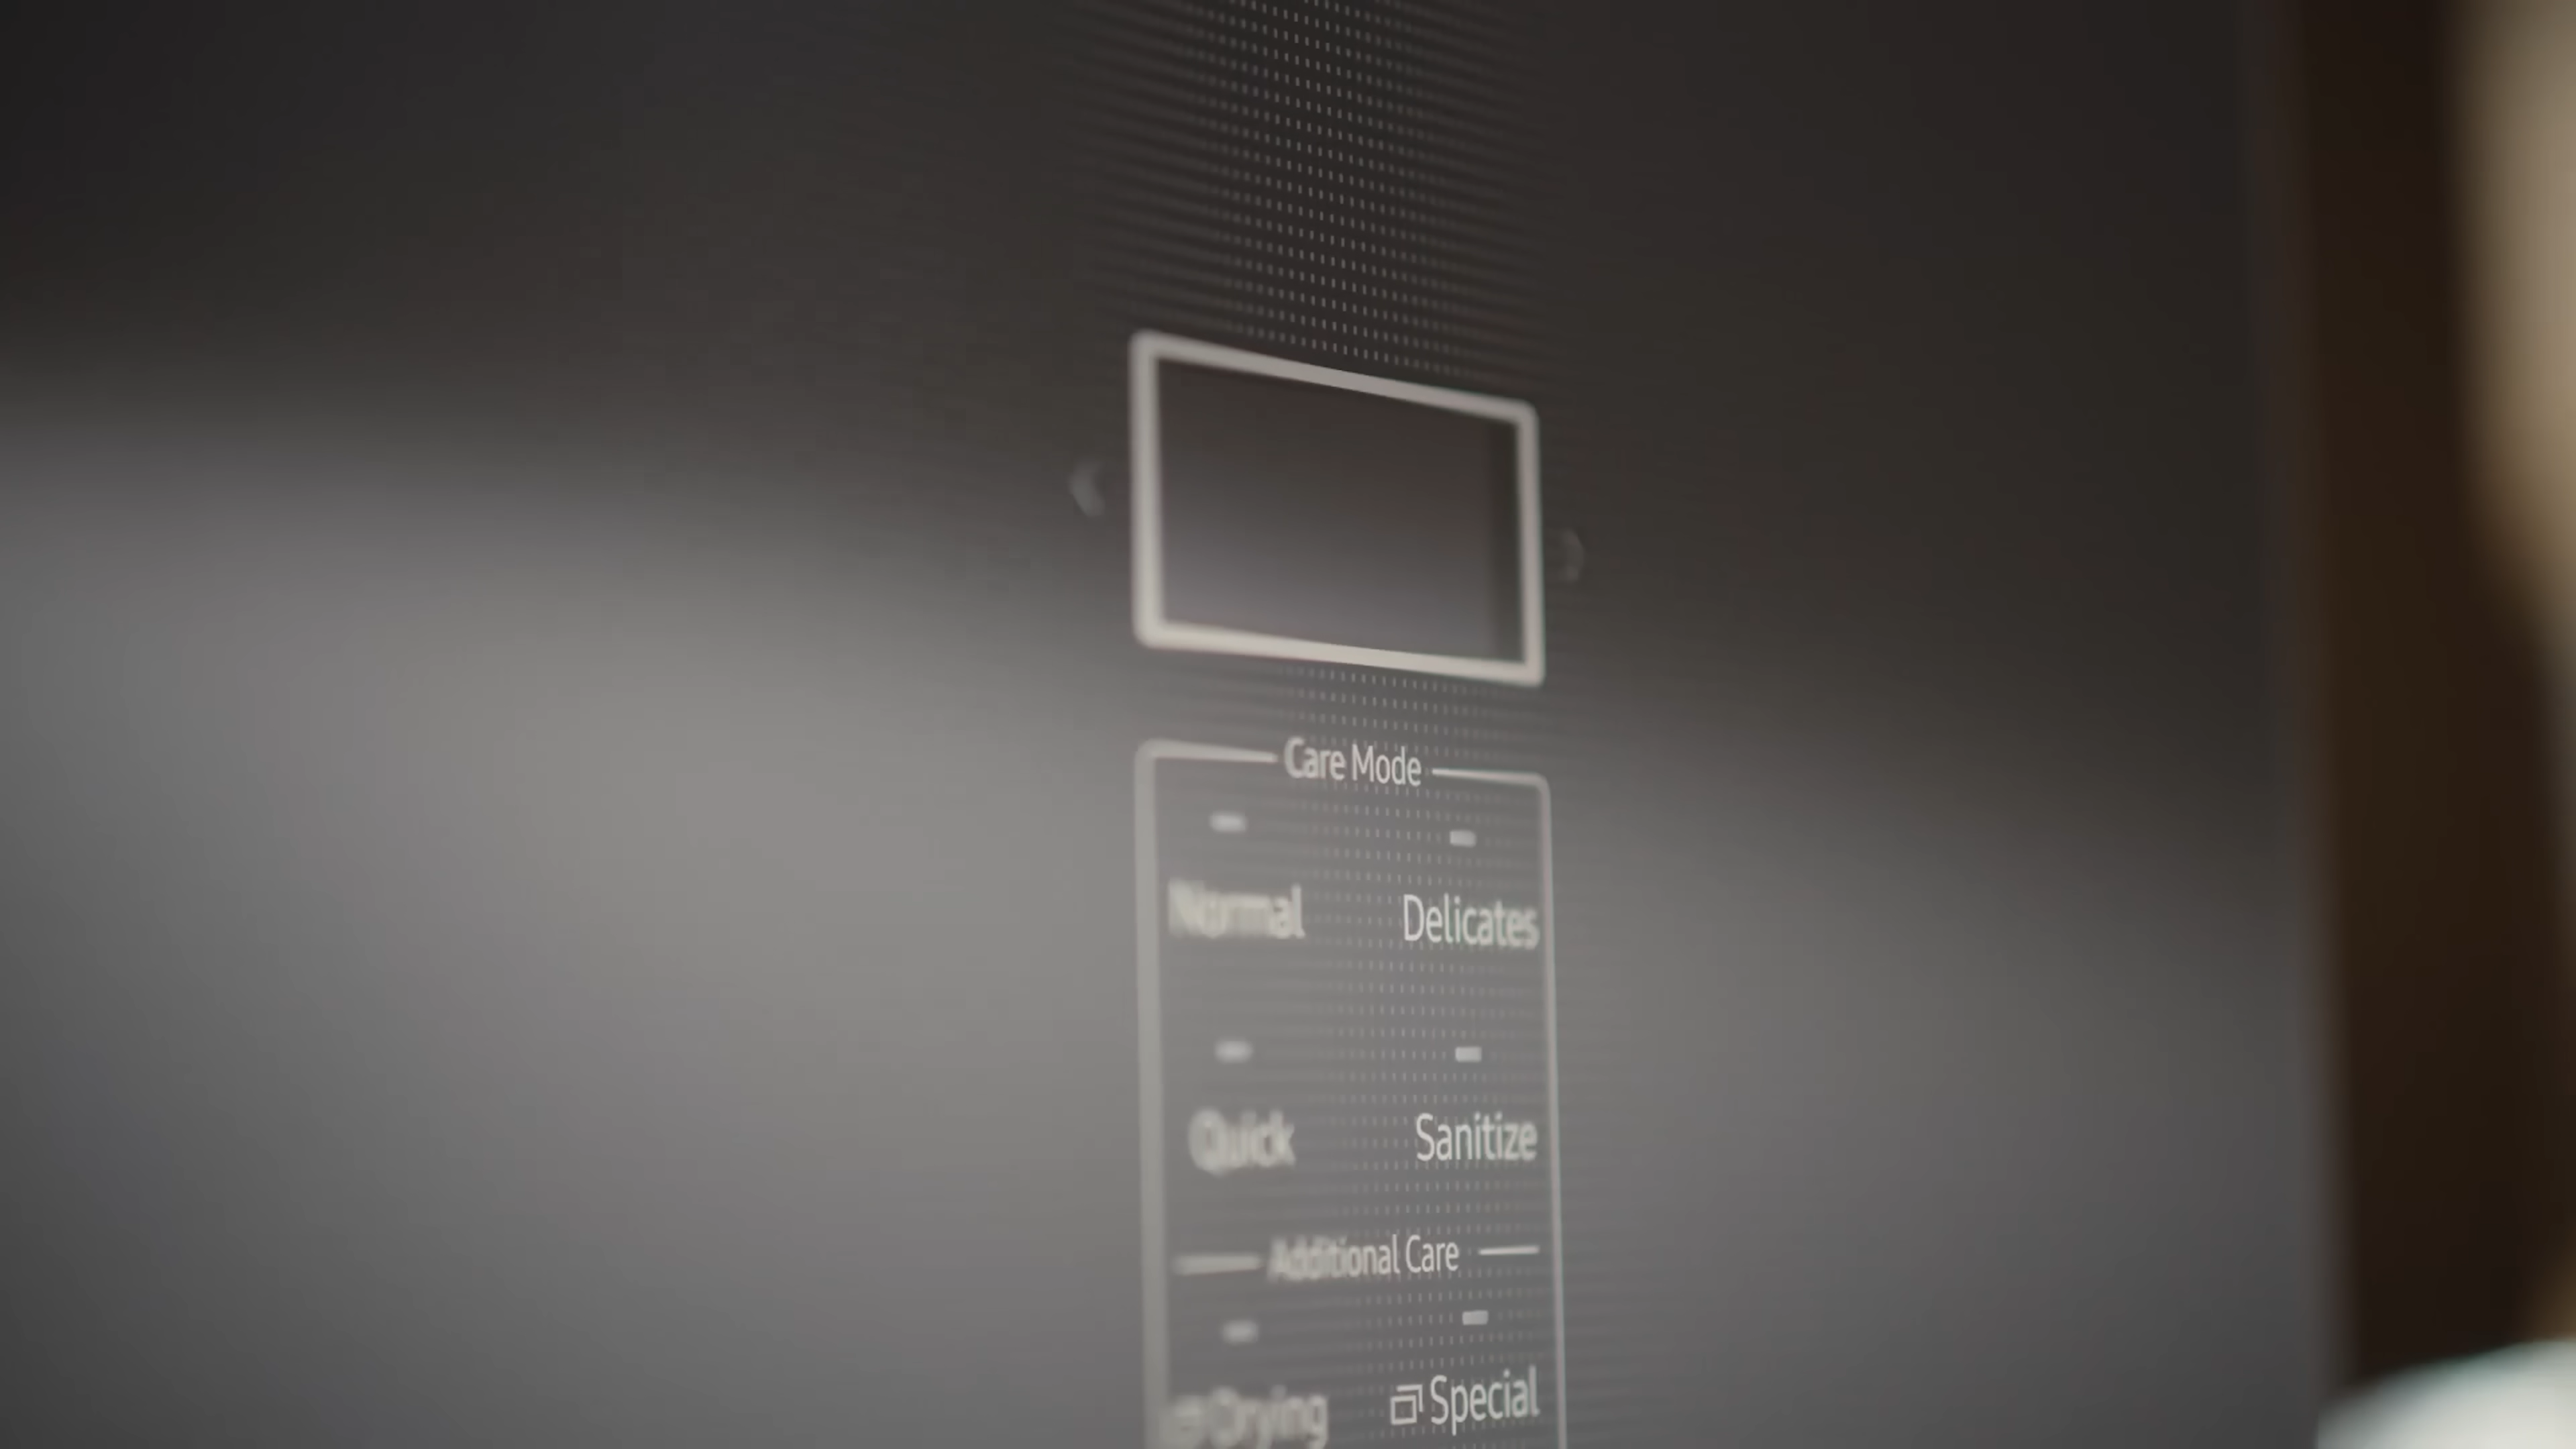 Care Mode
Normal Delicates
Quick Sanitize
Additional Care
Drying Special